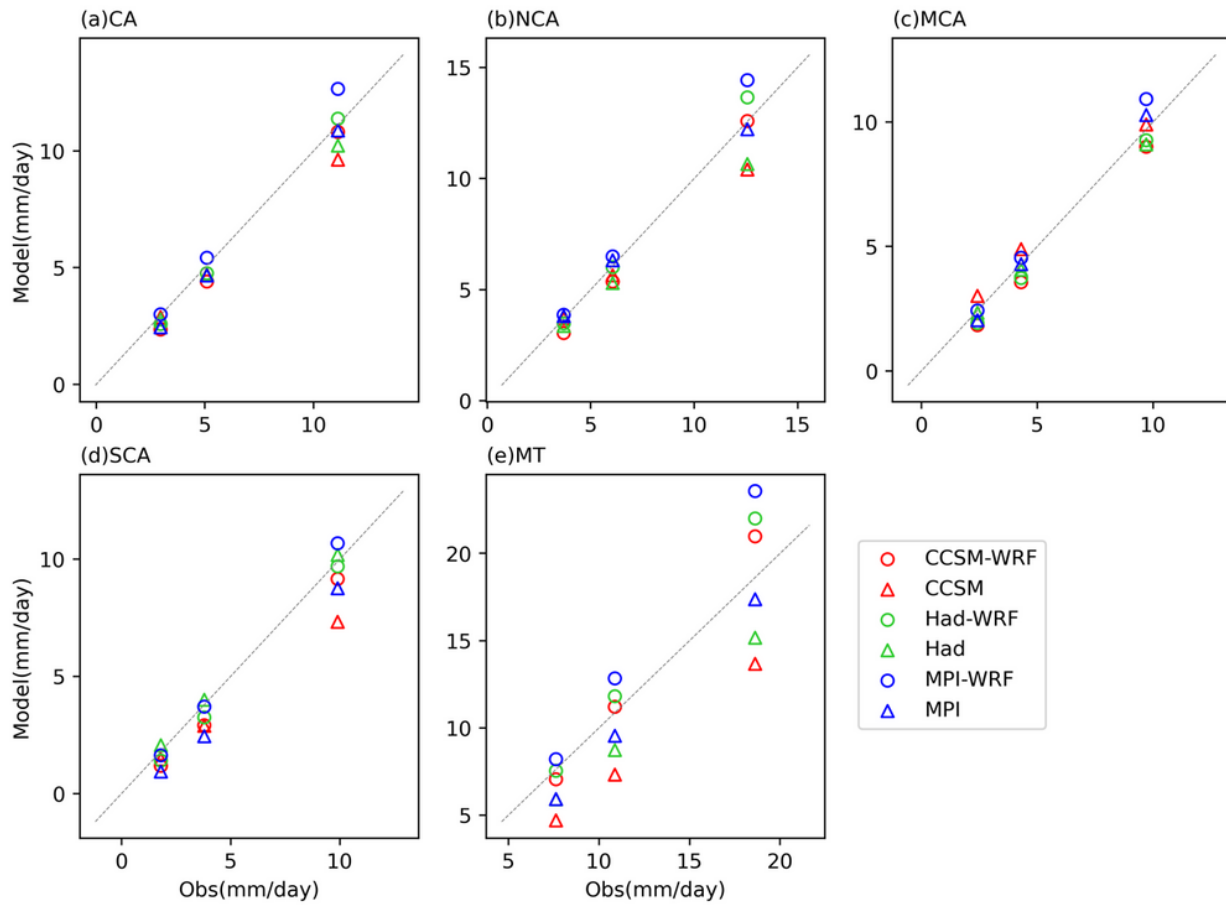 (a)CA
(b)NCA
(c)MCA
Model(mm/day)
10
5
0
0
5
10
15
10
5
0
0
5
10
15
10
5
0
0
5
10
(d)SCA
(e)MT
Model(mm/day)
10
5
0
0
5
10
Obs(mm/day)
20
15
10
5
5
10
15
20
Obs(mm/day)
CCSM-WRF
CCSM
Had-WRF
Had
MPI-WRF
MPI